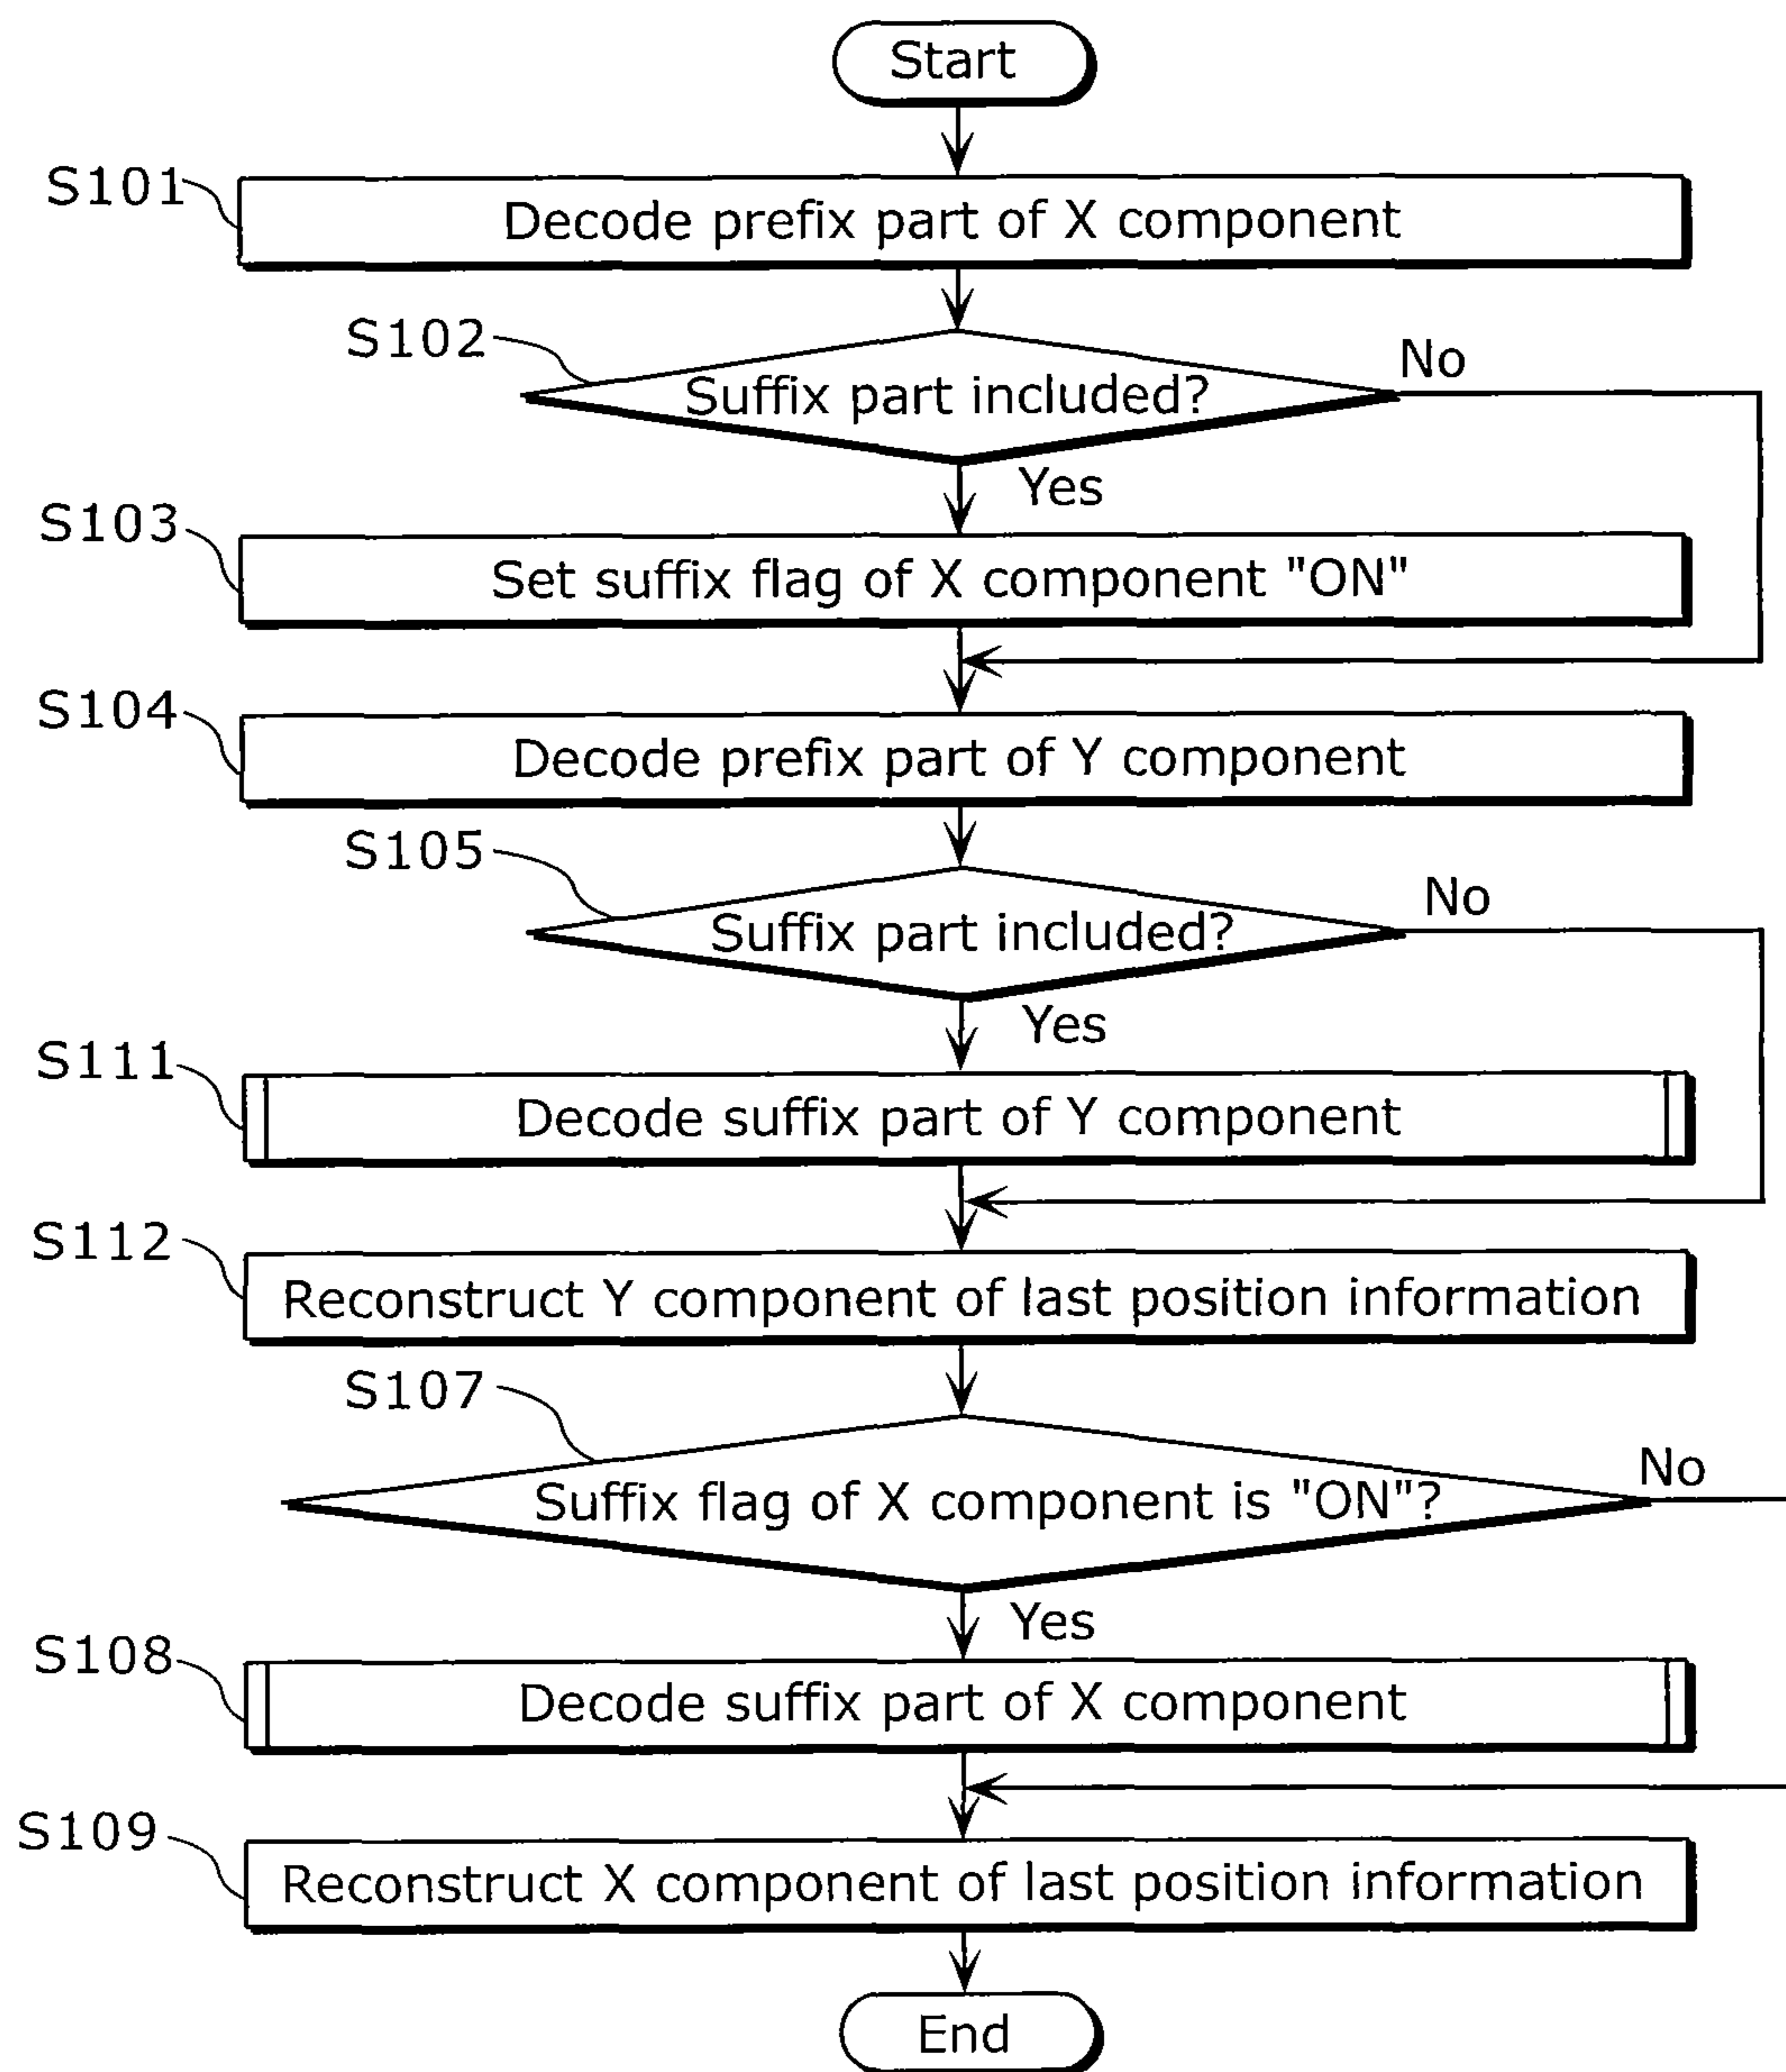 Start
S101
Decode prefix part of X component
S102
No
Suffix part included?
Yes
S103
Set suffix flag of X component "ON"
S104
Decode prefix part of Y component
S105
No
Suffix part included?
Yes
S111
Decode suffix part of Y component
S112
Reconstruct Y component of last position information
S107
No
Suffix flag of X component is "ON"?
Yes
S108
Decode suffix part of X component
S109
Reconstruct X component of last position information
End